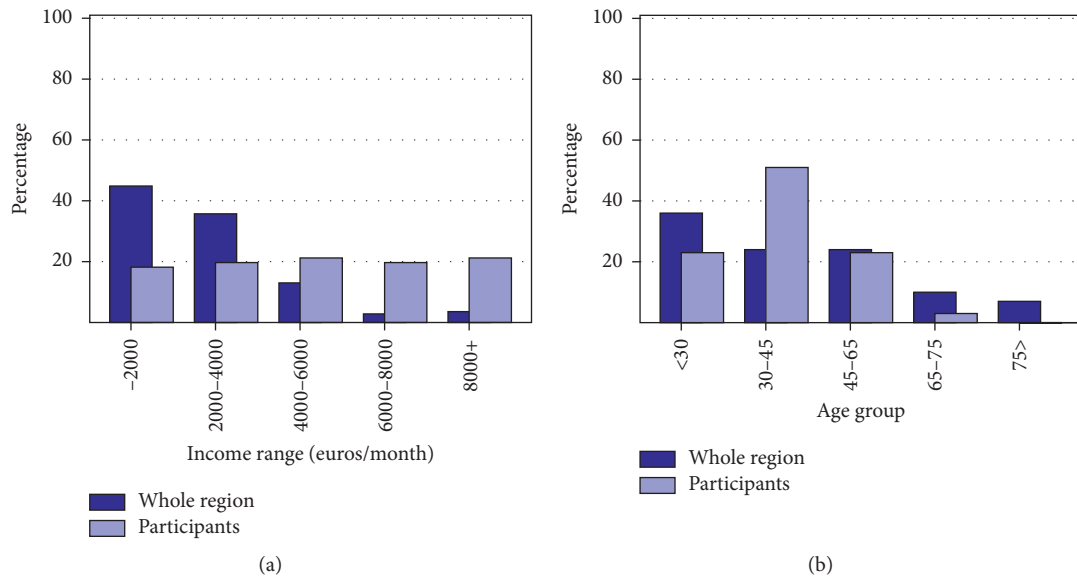 100
80
60
40
20
Percentage
–2000
2000–4000
4000–6000
6000–8000
8000+
Income range (euros/month)
Whole region
Participants
(a)
100
80
60
40
20
Percentage
<30
30–45
45–65
65–75
75>
Age group
Whole region
Participants
(b)